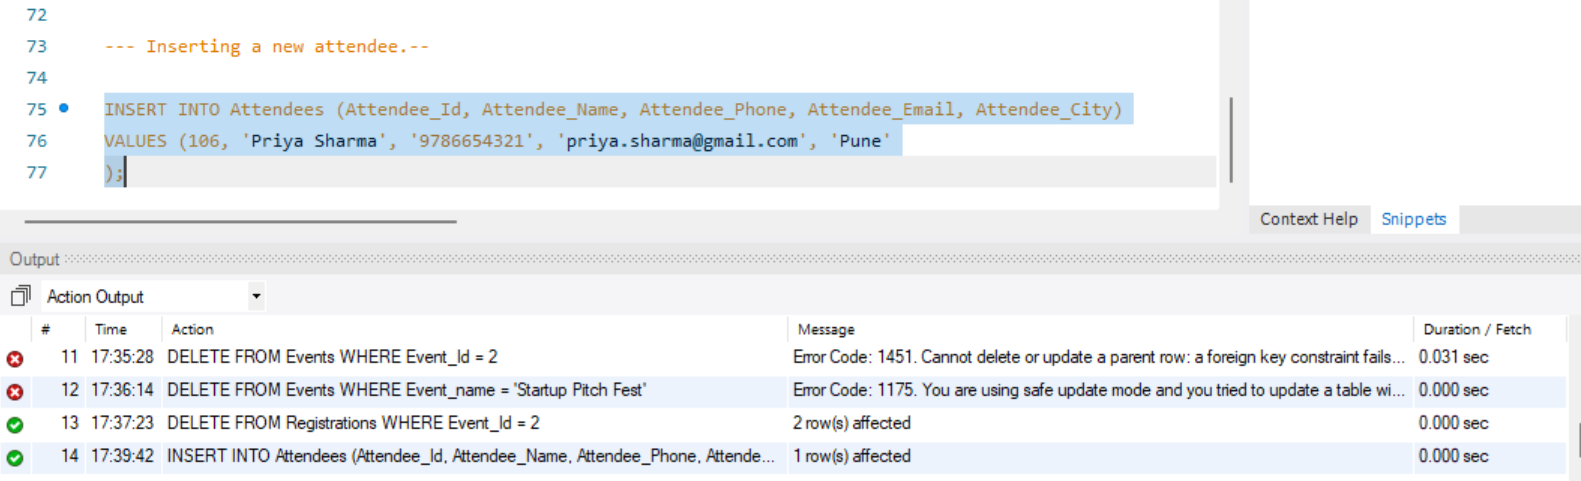 72
73 --- Inserting a new attendee.--
74
75 INSERT INTO Attendees (Attendee_Id, Attendee_Name, Attendee_Phone, Attendee_Email, Attendee_City)
76 VALUES (106, 'Priya Sharma', '9786654321', 'priya.sharma@gmail.com', 'Pune'
77 );
Context Help Snippets
Output
Action Output
# Time Action Message Duration / Fetch
11 17:35:28 DELETE FROM Events WHERE Event_Id = 2 Error Code: 1451. Cannot delete or update a parent row: a foreign key constraint fails... 0.031 sec
12 17:36:14 DELETE FROM Events WHERE Event_name = 'Startup Pitch Fest' Error Code: 1175. You are using safe update mode and you tried to update a table wi... 0.000 sec
13 17:37:23 DELETE FROM Registrations WHERE Event_Id = 2 2 row(s) affected 0.000 sec
14 17:39:42 INSERT INTO Attendees (Attendee_Id, Attendee_Name, Attendee_Phone, Attende... 1 row(s) affected 0.000 sec